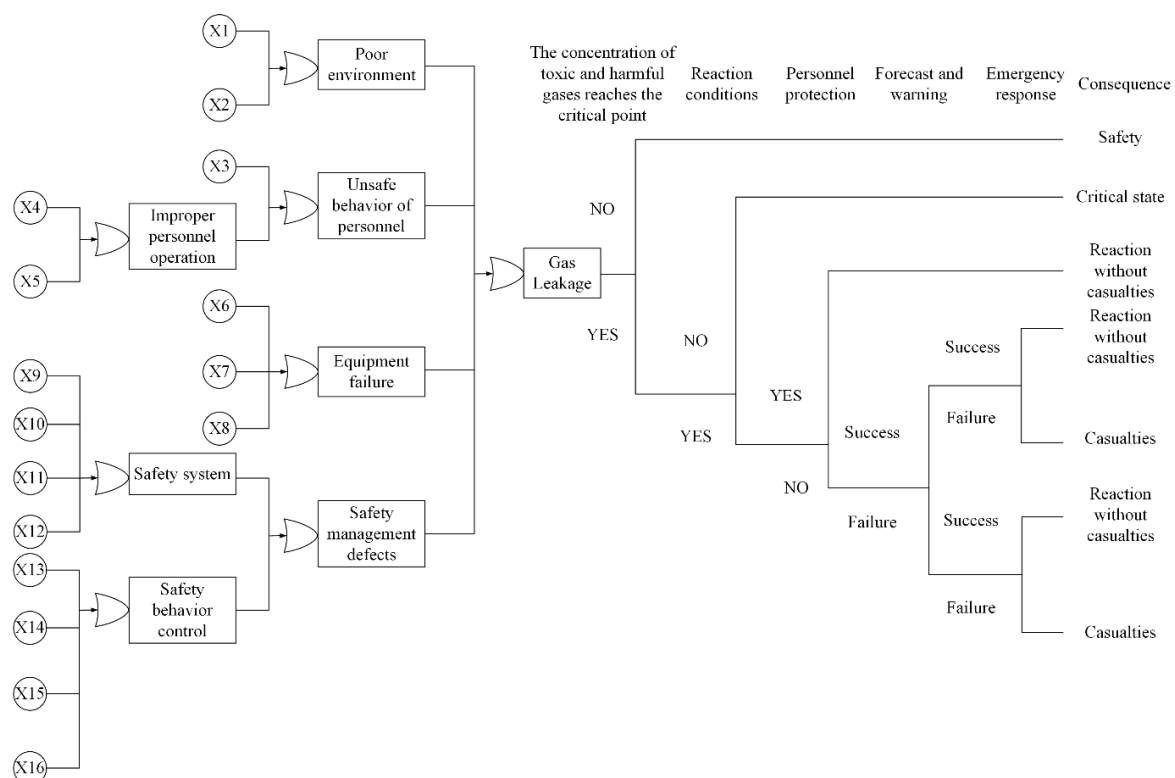 X1
X2
Poor
environment
X3
X4
X5
Improper
personnel
operation
Unsafe
behavior of
personnel
X6
X7
X8
Equipment
failure
X9
X10
X11
X12
Safety system
X13
X14
X15
X16
Safety
behavior
control
Safety
management
defects
Gas
Leakage
The concentration of
toxic and harmful
gases reaches the
critical point
Reaction
conditions
Personnel
protection
Forecast and
warning
Emergency
response
Consequence
NO
YES
NO
YES
YES
NO
Success
Failure
Success
Failure
Success
Failure
Safety
Critical state
Reaction
without
casualties
Reaction
without
casualties
Casualties
Reaction
without
casualties
Casualties